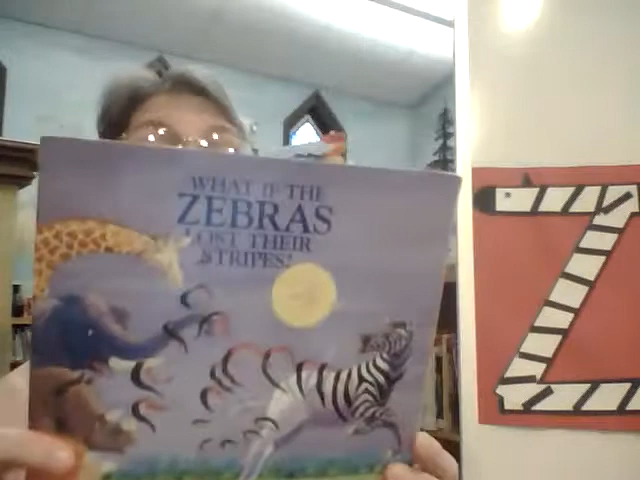 WHAT IF THE
ZEBRAS
LOST THEIR
STRIPES?
Z